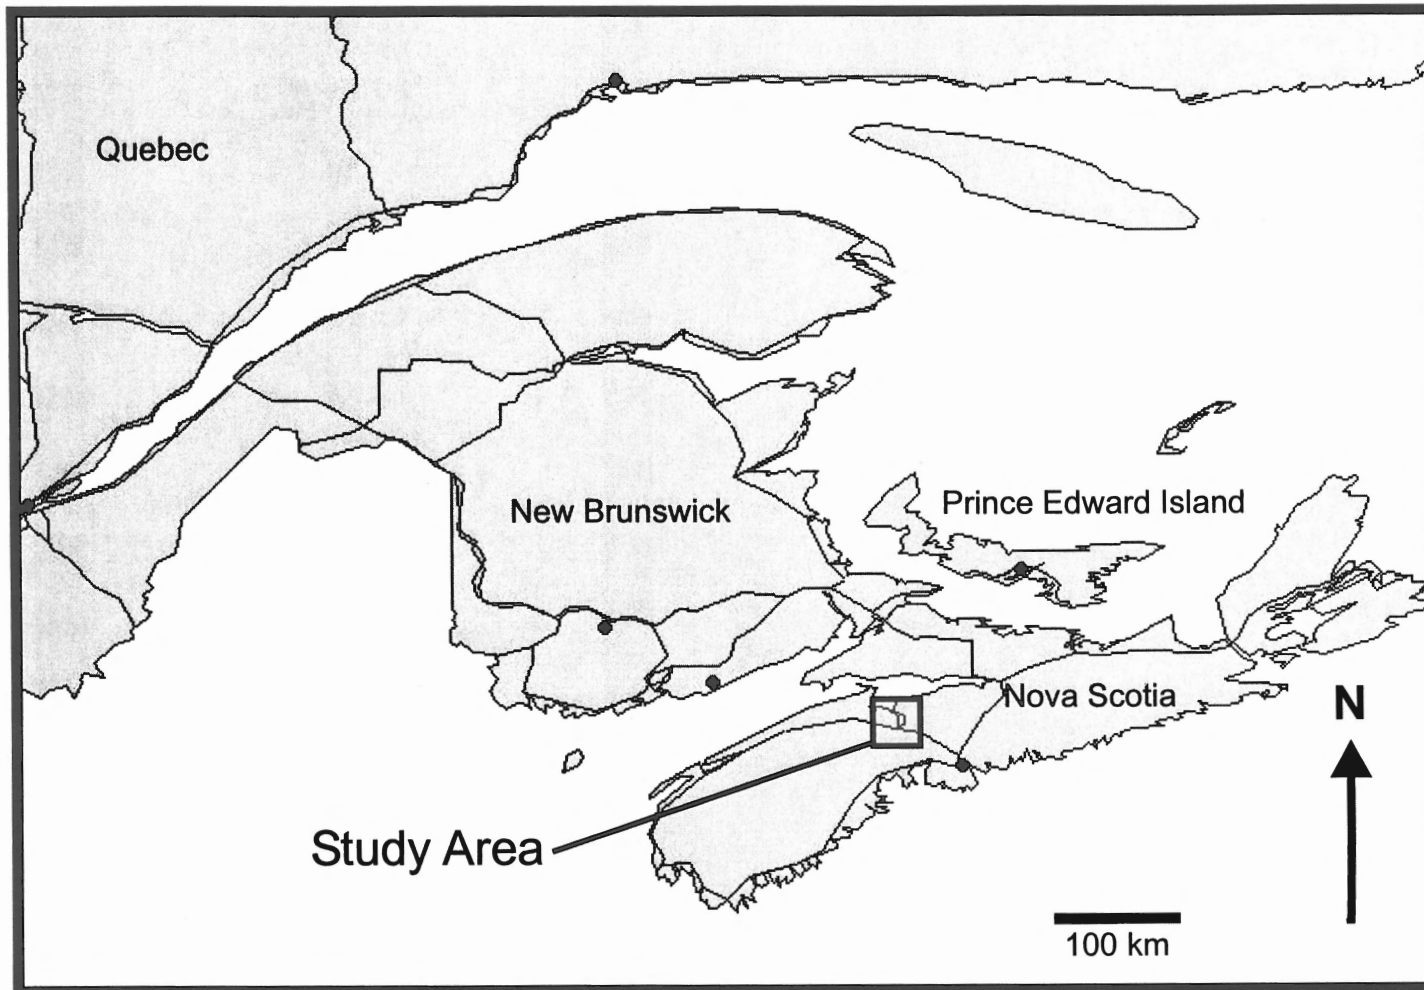 Quebec
New Brunswick
Prince Edward Island
Nova Scotia
N
Study Area
100 km